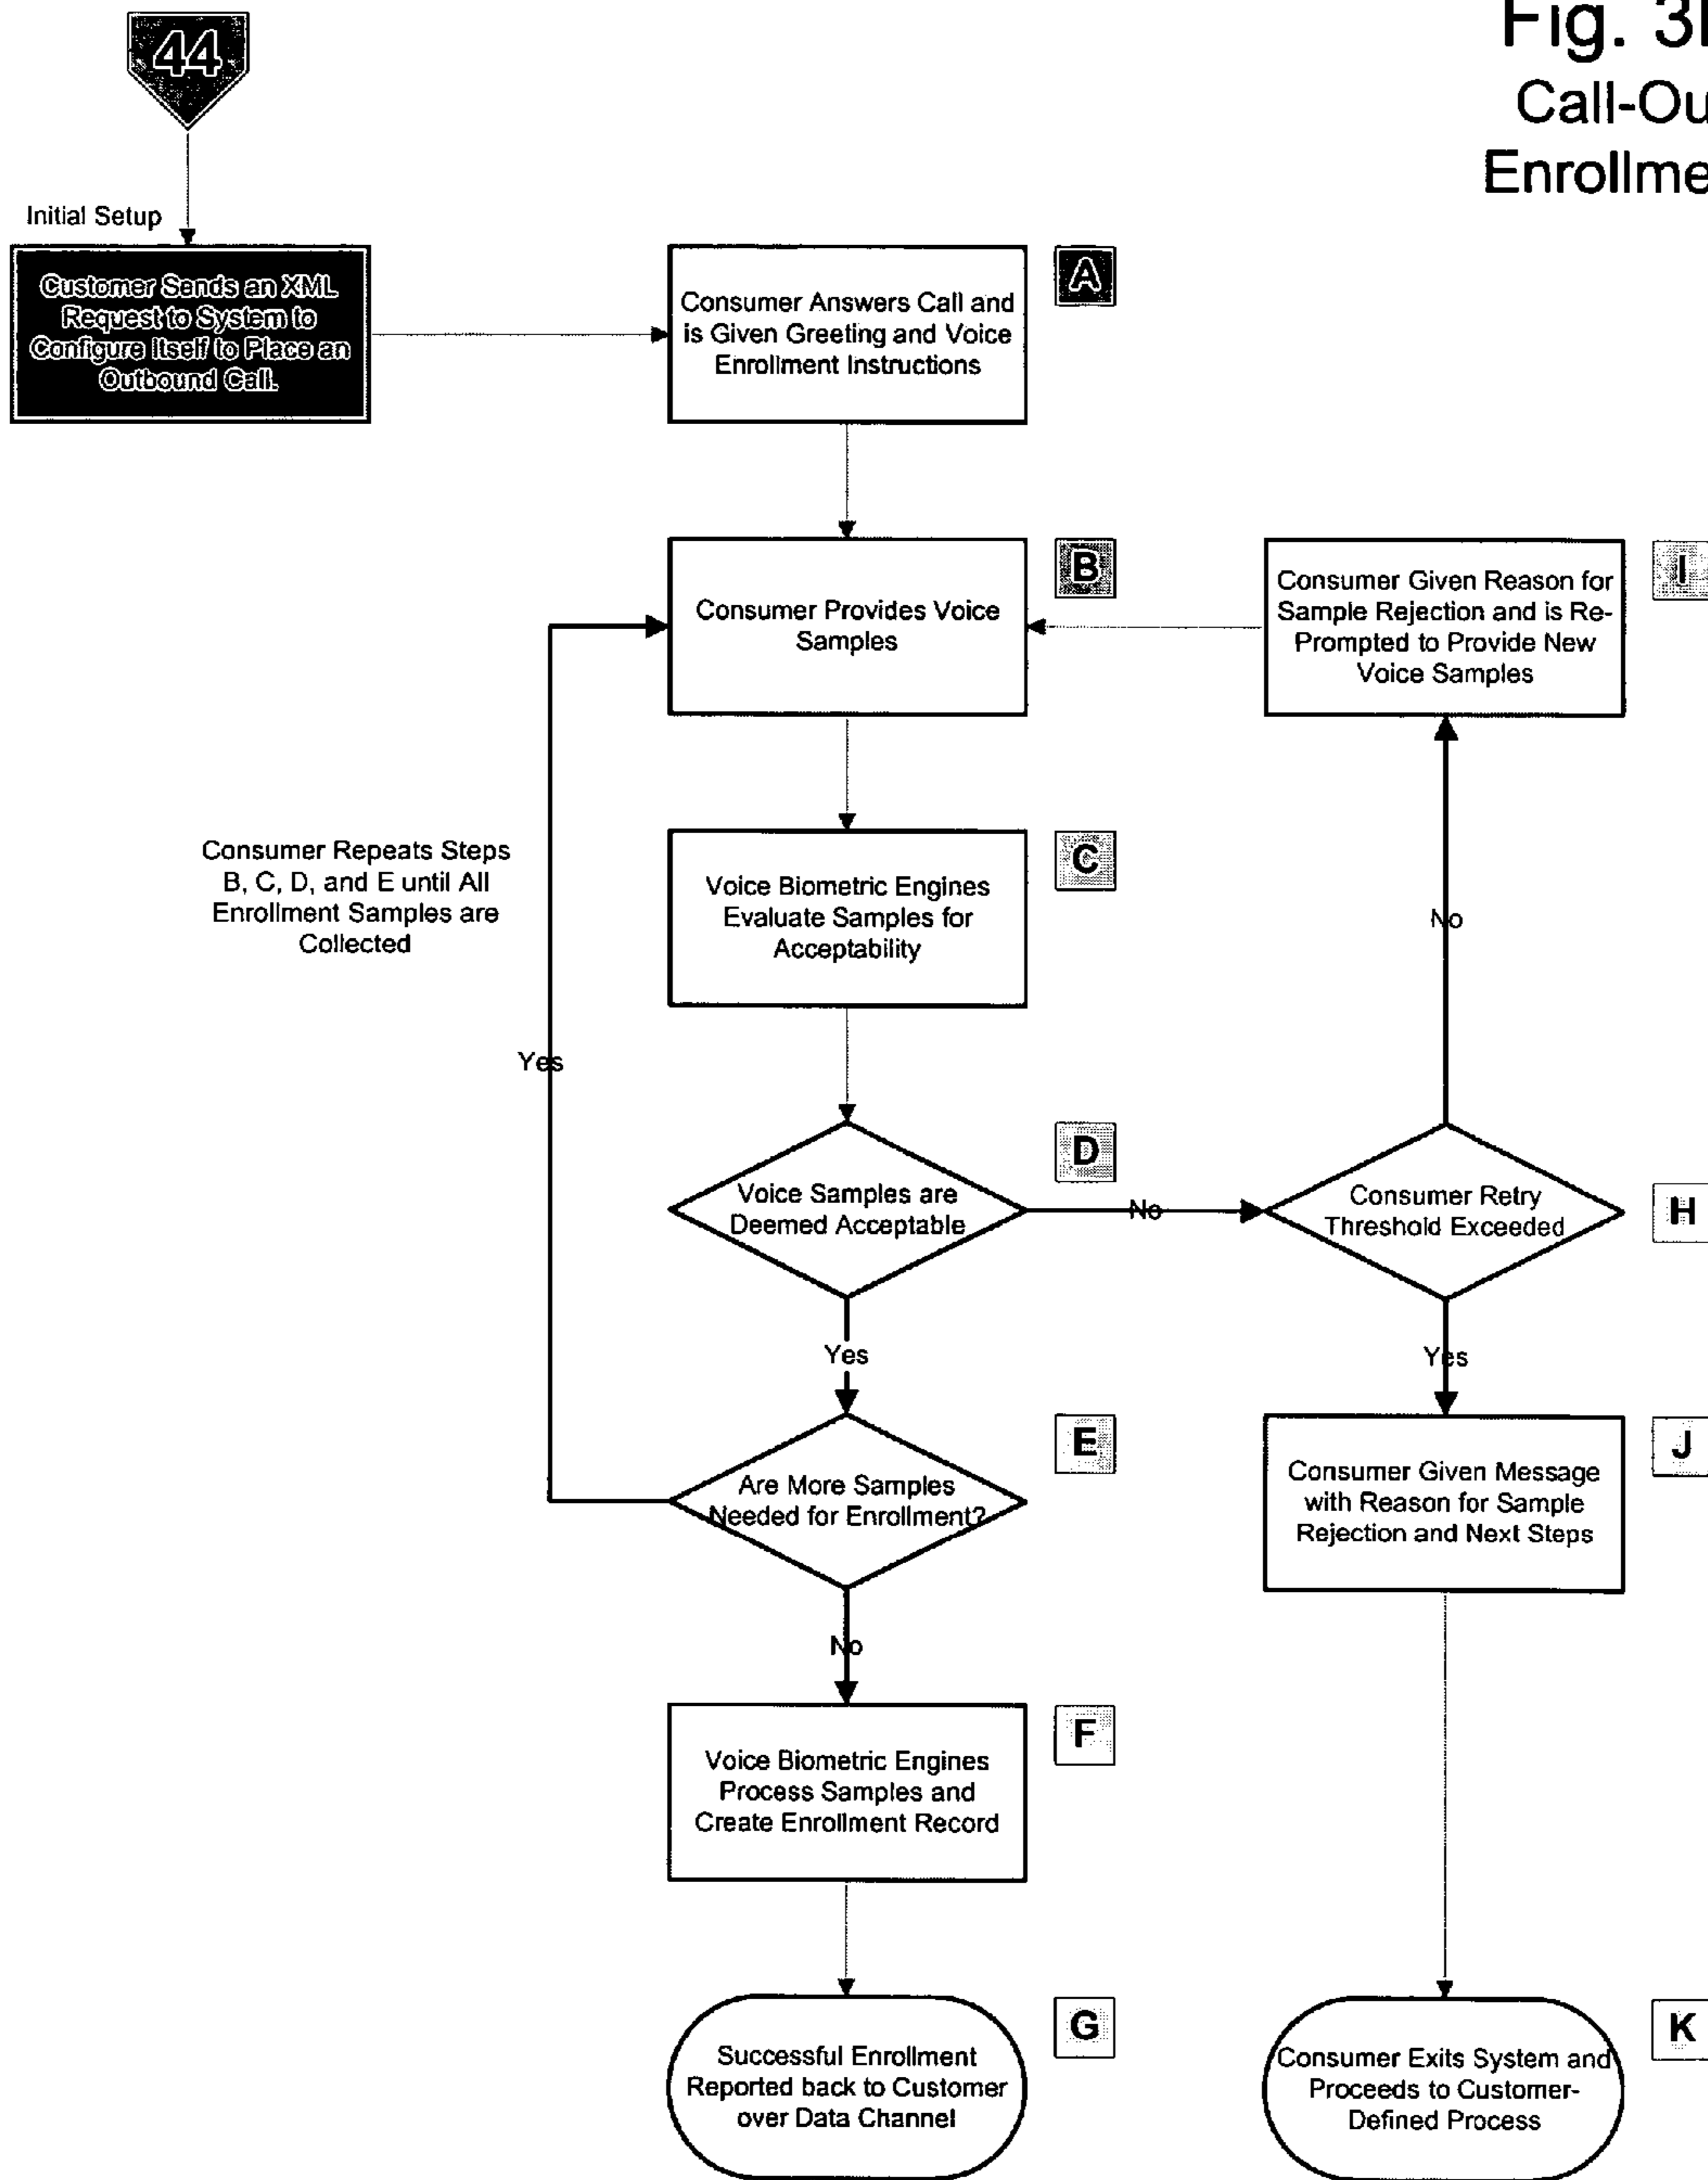 44
Fig. 3
Call-Ou
Enrollme
Initial Setup
Customer Sends an XML
Request to System to
Configure Itself to Place an
Outbound Call.
Consumer Answers Call and
is Given Greeting and Voice
Enrollment Instructions
A
Consumer Provides Voice
Samples
B
Consumer Given Reason for
Sample Rejection and is Re-
Prompted to Provide New
Voice Samples
I
Consumer Repeats Steps
B, C, D, and E until All
Enrollment Samples are
Collected
Voice Biometric Engines
Evaluate Samples for
Acceptability
C
No
Yes
Voice Samples are
Deemed Acceptable
D
No
Consumer Retry
Threshold Exceeded
H
Yes
Yes
Are More Samples
Needed for Enrollment?
E
Consumer Given Message
with Reason for Sample
Rejection and Next Steps
J
No
Voice Biometric Engines
Process Samples and
Create Enrollment Record
F
Successful Enrollment
Reported back to Customer
over Data Channel
G
Consumer Exits System and
Proceeds to Customer-
Defined Process
K